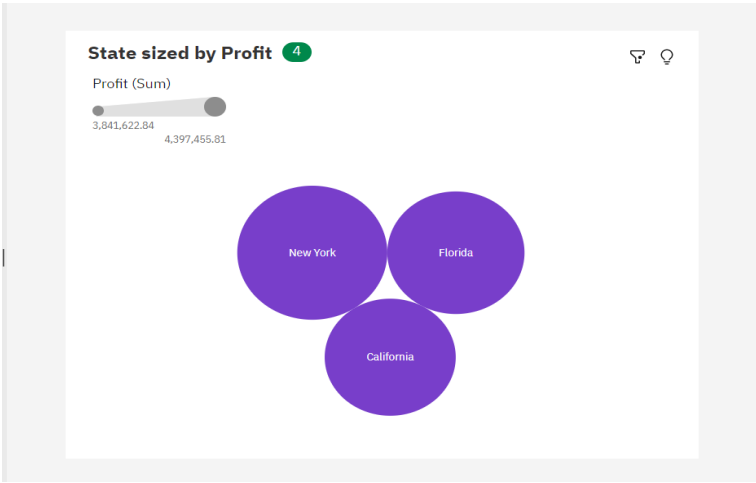 State sized by Profit 4
Profit (Sum)
3,841,622.84
4,397,455.81
New York
Florida
California